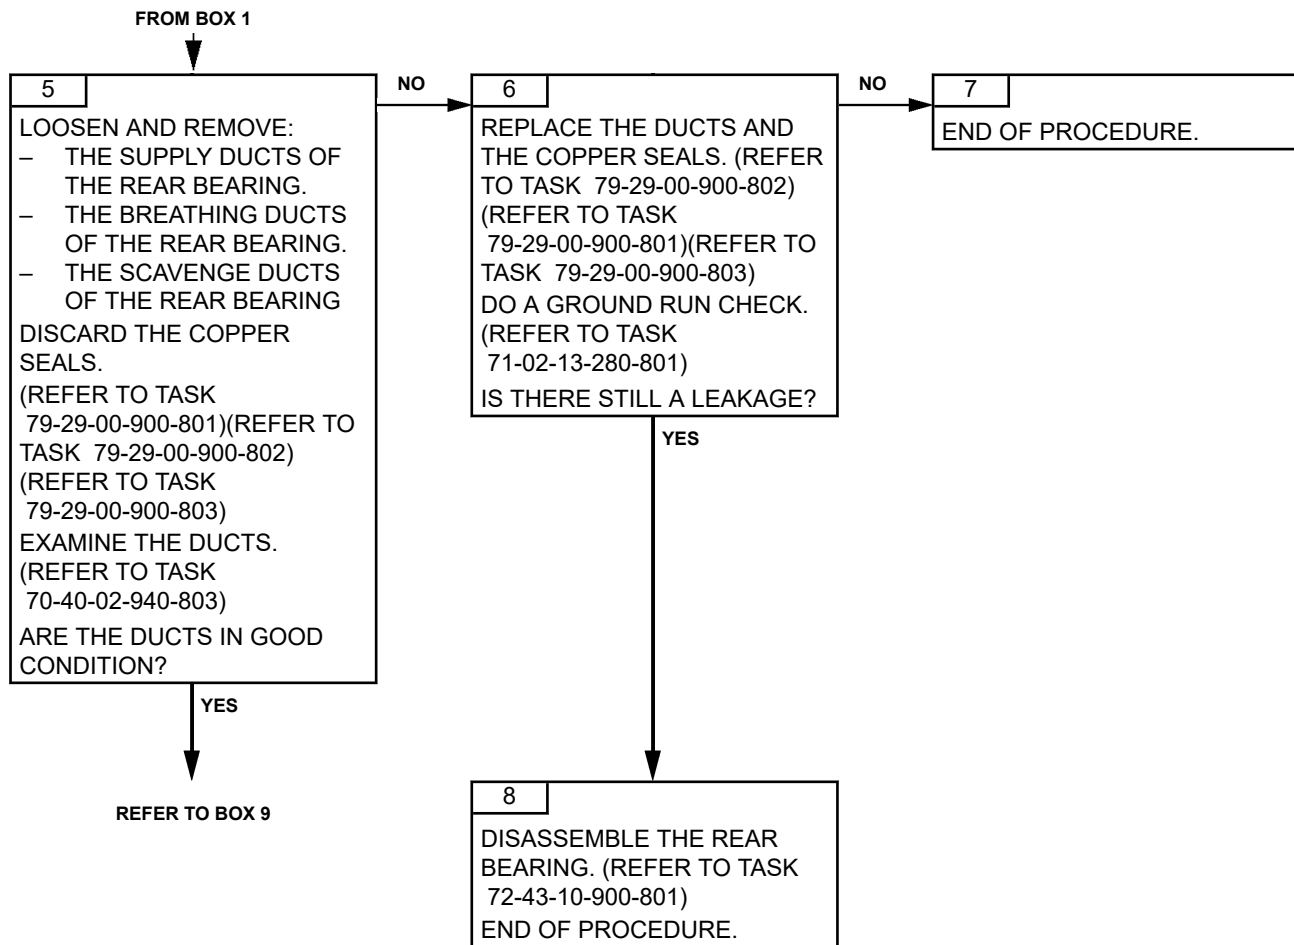 FROM BOX 1
5
LOOSEN AND REMOVE:
– THE SUPPLY DUCTS OF
THE REAR BEARING.
– THE BREATHING DUCTS
OF THE REAR BEARING.
– THE SCAVENGE DUCTS
OF THE REAR BEARING
DISCARD THE COPPER
SEALS.
(REFER TO TASK
79-29-00-900-801)(REFER TO
TASK 79-29-00-900-802)
(REFER TO TASK
79-29-00-900-803)
EXAMINE THE DUCTS.
(REFER TO TASK
70-40-02-940-803)
ARE THE DUCTS IN GOOD
CONDITION?
YES
REFER TO BOX 9
NO
6
REPLACE THE DUCTS AND
THE COPPER SEALS. (REFER
TO TASK 79-29-00-900-802)
(REFER TO TASK
79-29-00-900-801)(REFER TO
TASK 79-29-00-900-803)
DO A GROUND RUN CHECK.
(REFER TO TASK
71-02-13-280-801)
IS THERE STILL A LEAKAGE?
YES
NO
7
END OF PROCEDURE.
8
DISASSEMBLE THE REAR
BEARING. (REFER TO TASK
72-43-10-900-801)
END OF PROCEDURE.